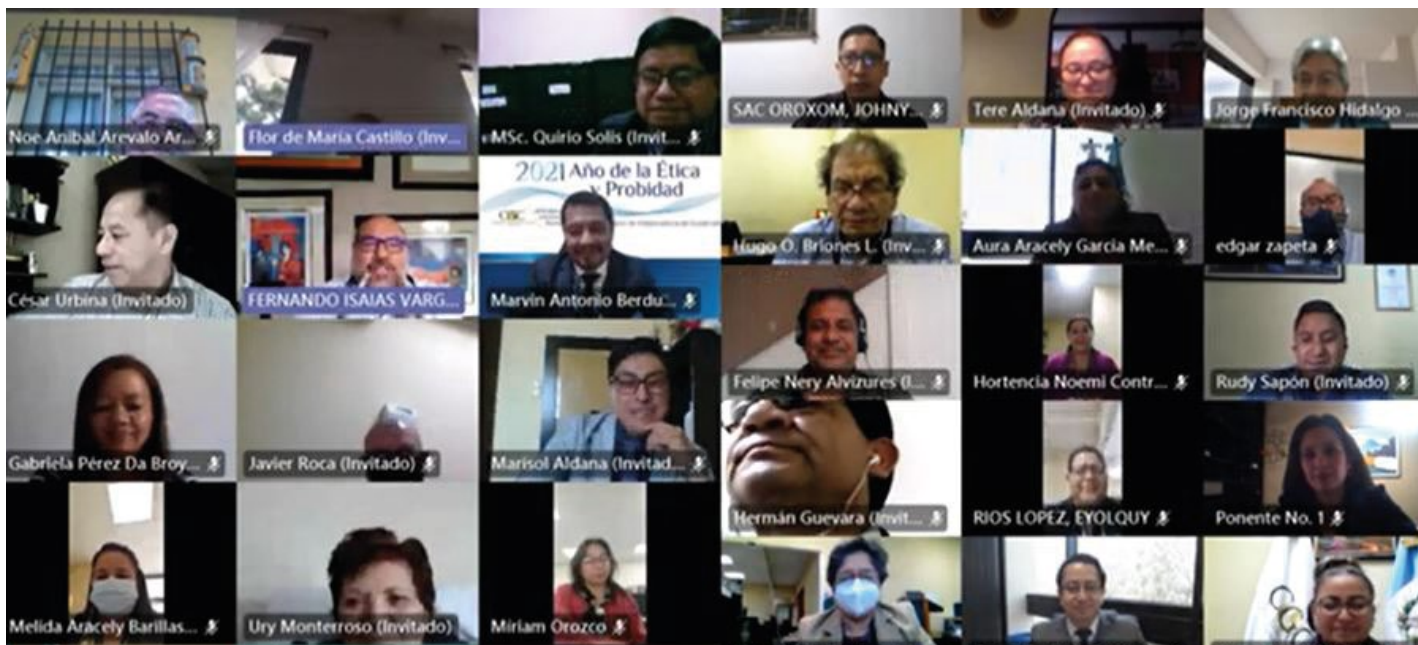 Noe Anibal Arevalo Ar...
Flor de María Castillo (Inv...
MSc. Quirio Solis (Invit...
SAC OROXOM, JOHNY...
Tere Aldana (Invitado)
Jorge Francisco Hidalgo
César Urbina (Invitado)
FERNANDO ISAIAS VARG...
2021 Año de la Ética
y Probidad
Marvin Antonio Berdu...
Hugo O. Briones L. (Inv...
Aura Aracely Garcia Me...
edgar zapeta
Gabriela Pérez Da Broy...
Javier Roca (Invitado)
Marisol Aldana (Invitad...
Felipe Nery Alvizures (I...
Hortencia Noemi Contr...
Rudy Sapón (Invitado)
Hermán Guevara (Invit...
RIOS LOPEZ, EYOLQUY
Ponente No. 1
Melida Aracely Barillas...
Ury Monterroso (Invitado)
Miriam Orozco